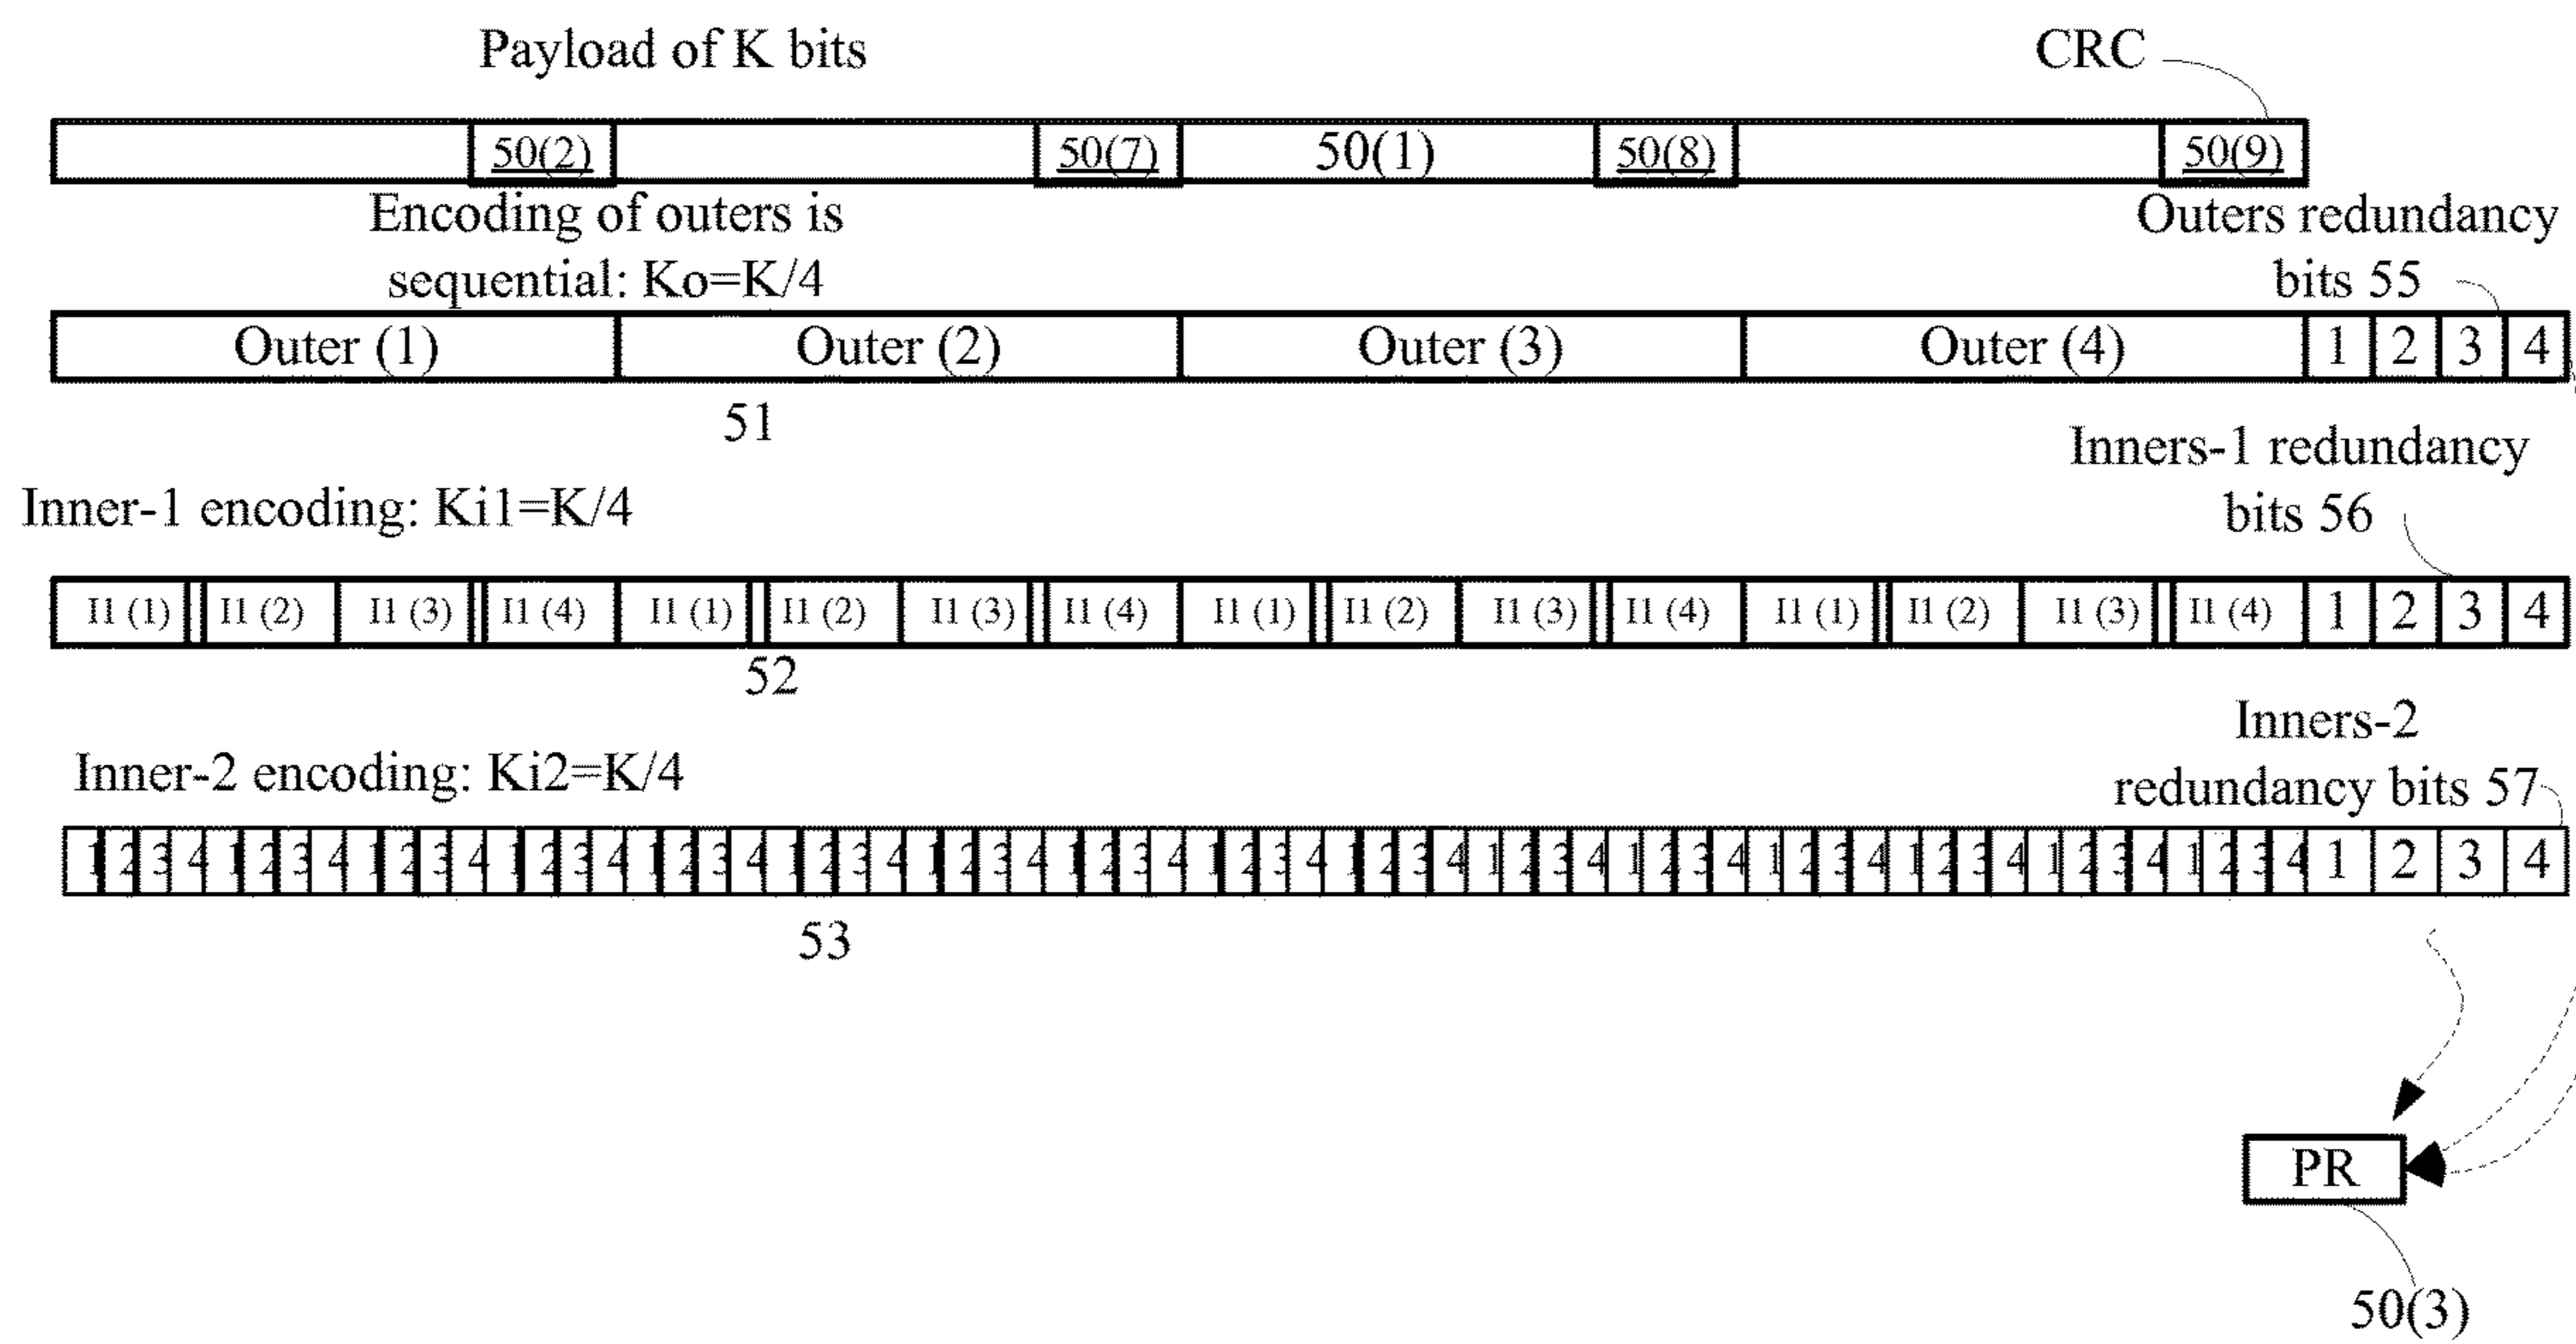 Payload of K bits
CRC
50(2) 50(7) 50(1) 50(8) 50(9)
Encoding of outers is
sequential: Ko=K/4
Outers redundancy
bits 55
Outer (1) Outer (2) Outer (3) Outer (4) 1 2 3 4
51
Inners-1 redundancy
bits 56
Inner-1 encoding: Ki1=K/4
I1 (1) I1 (2) I1 (3) I1 (4) I1 (1) I1 (2) I1 (3) I1 (4) I1 (1) I1 (2) I1 (3) I1 (4) I1 (1) I1 (2) I1 (3) I1 (4) 1 2 3 4
52
Inners-2
redundancy bits 57
Inner-2 encoding: Ki2=K/4
1 2 3 4 1 2 3 4 1 2 3 4 1 2 3 4 1 2 3 4 1 2 3 4 1 2 3 4 1 2 3 4 1 2 3 4 1 2 3 4 1 2 3 4 1 2 3 4 1 2 3 4 1 2 3 4 1 2 3 4 1 2 3 4 1 2 3 4
53
PR
50(3)